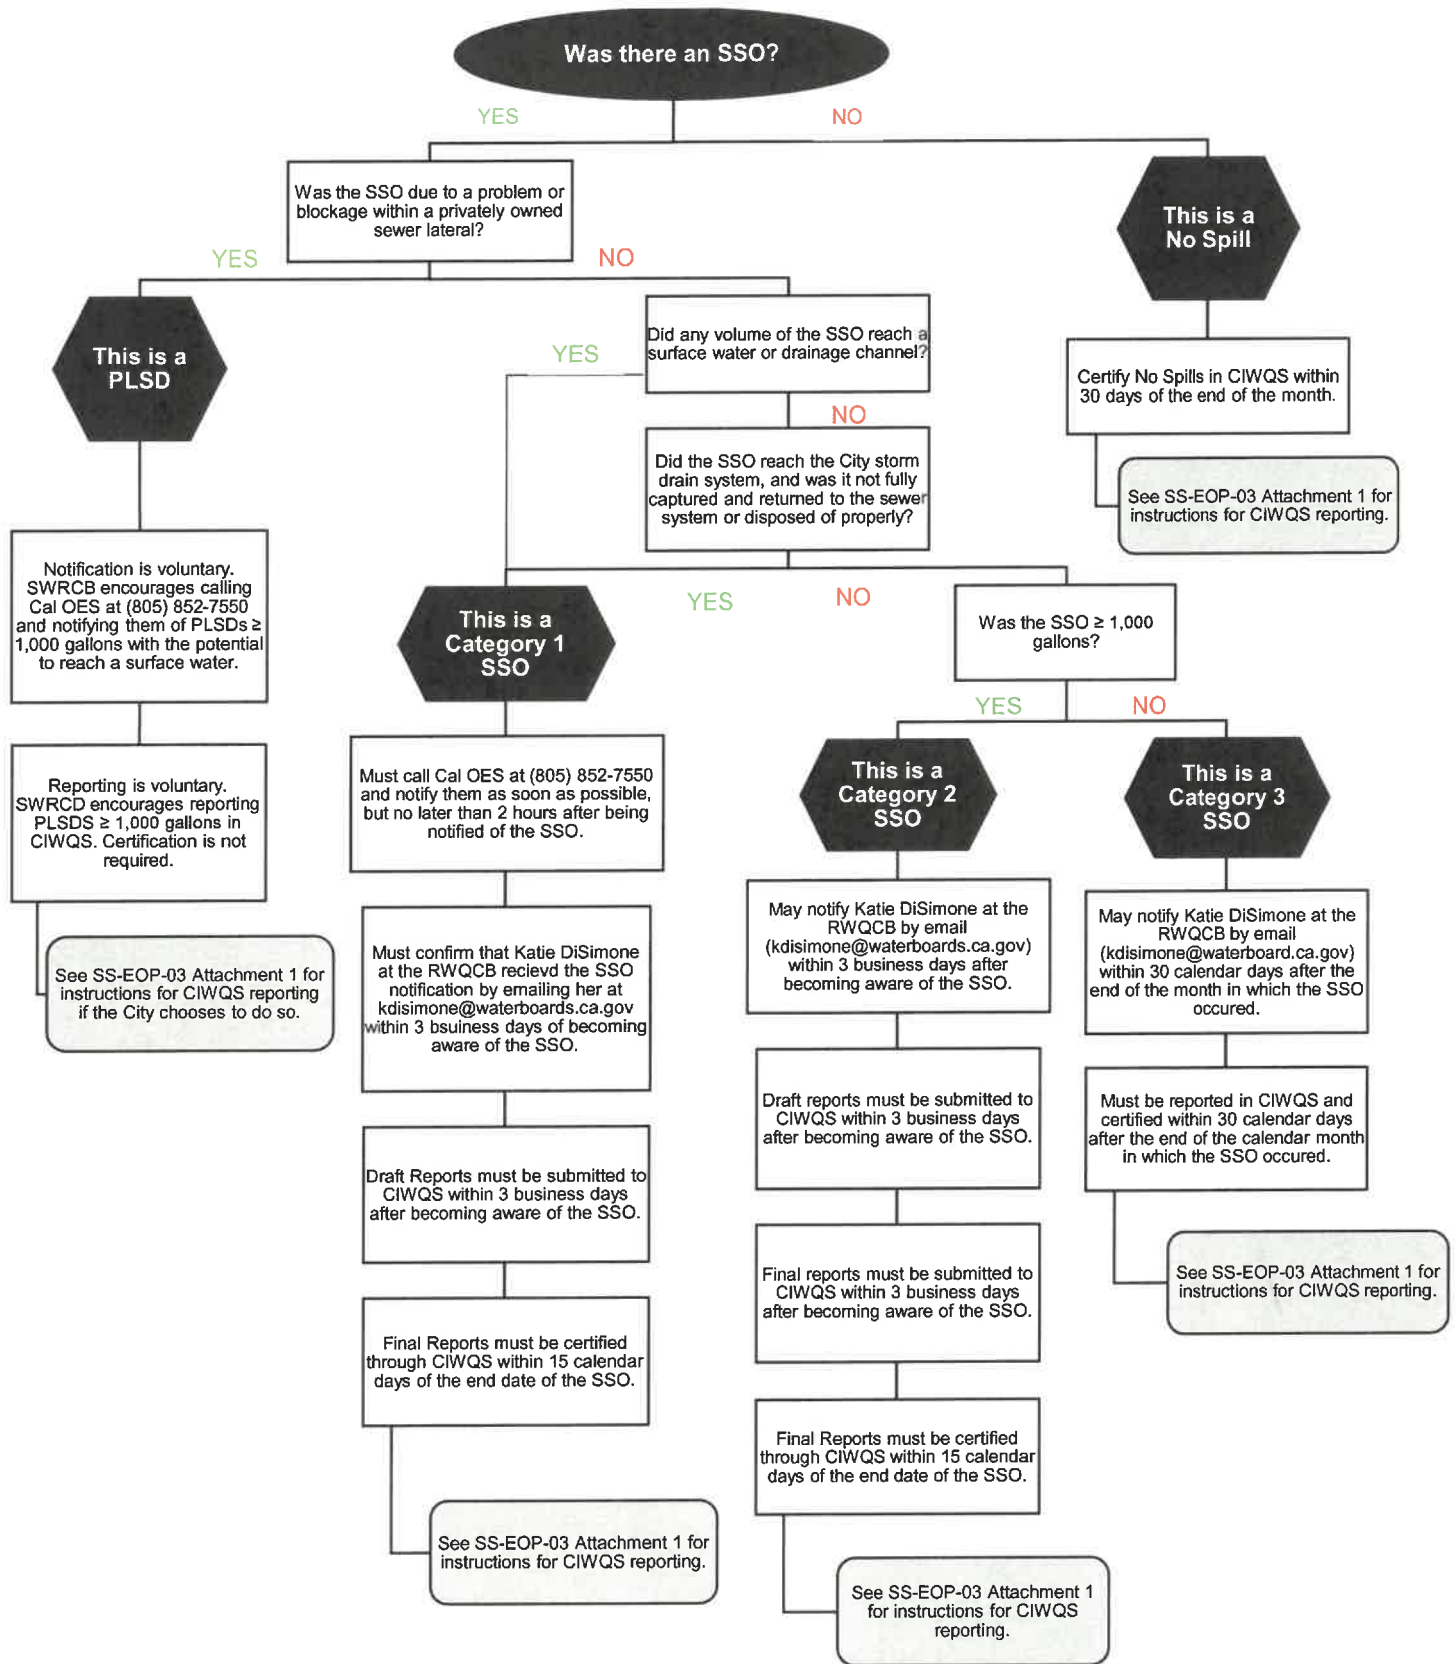 Was there an SSO?
YES
NO
Was the SSO due to a problem or
blockage within a privately owned
sewer lateral?
This is a
No Spill
YES
NO
This is a
PLSD
Did any volume of the SSO reach a
surface water or drainage channel?
YES
NO
Certify No Spills in CIWQS within
30 days of the end of the month.
See SS-EOP-03 Attachment 1 for
instructions for CIWQS reporting.
Did the SSO reach the City storm
drain system, and was it not fully
captured and returned to the sewer
system or disposed of properly?
YES
NO
Notification is voluntary.
SWRCB encourages calling
Cal OES at (805) 852-7550
and notifying them of PLSDs ≥
1,000 gallons with the potential
to reach a surface water.
This is a
Category 1
SSO
Was the SSO ≥ 1,000
gallons?
YES
NO
Reporting is voluntary.
SWRCD encourages reporting
PLSDS ≥ 1,000 gallons in
CIWQS. Certification is not
required.
See SS-EOP-03 Attachment 1 for
instructions for CIWQS reporting
if the City chooses to do so.
Must call Cal OES at (805) 852-7550
and notify them as soon as possible,
but no later than 2 hours after being
notified of the SSO.
Must confirm that Katie DiSimone
at the RWQCB recievd the SSO
notification by emailing her at
kdisimone@waterboards.ca.gov
within 3 bsuiness days of becoming
aware of the SSO.
Draft Reports must be submitted to
CIWQS within 3 business days
after becoming aware of the SSO.
Final Reports must be certified
through CIWQS within 15 calendar
days of the end date of the SSO.
See SS-EOP-03 Attachment 1 for
instructions for CIWQS reporting.
This is a
Category 2
SSO
May notify Katie DiSimone at the
RWQCB by email
(kdisimone@waterboards.ca.gov)
within 3 business days after
becoming aware of the SSO.
Draft reports must be submitted to
CIWQS within 3 business days
after becoming aware of the SSO.
Final reports must be submitted to
CIWQS within 3 business days
after becoming aware of the SSO.
Final Reports must be certified
through CIWQS within 15 calendar
days of the end date of the SSO.
See SS-EOP-03 Attachment 1
for instructions for CIWQS
reporting.
This is a
Category 3
SSO
May notify Katie DiSimone at the
RWQCB by email
(kdisimone@waterboard.ca.gov)
within 30 calendar days after the
end of the month in which the SSO
occured.
Must be reported in CIWQS and
certified within 30 calendar days
after the end of the calendar month
in which the SSO occured.
See SS-EOP-03 Attachment 1 for
instructions for CIWQS reporting.